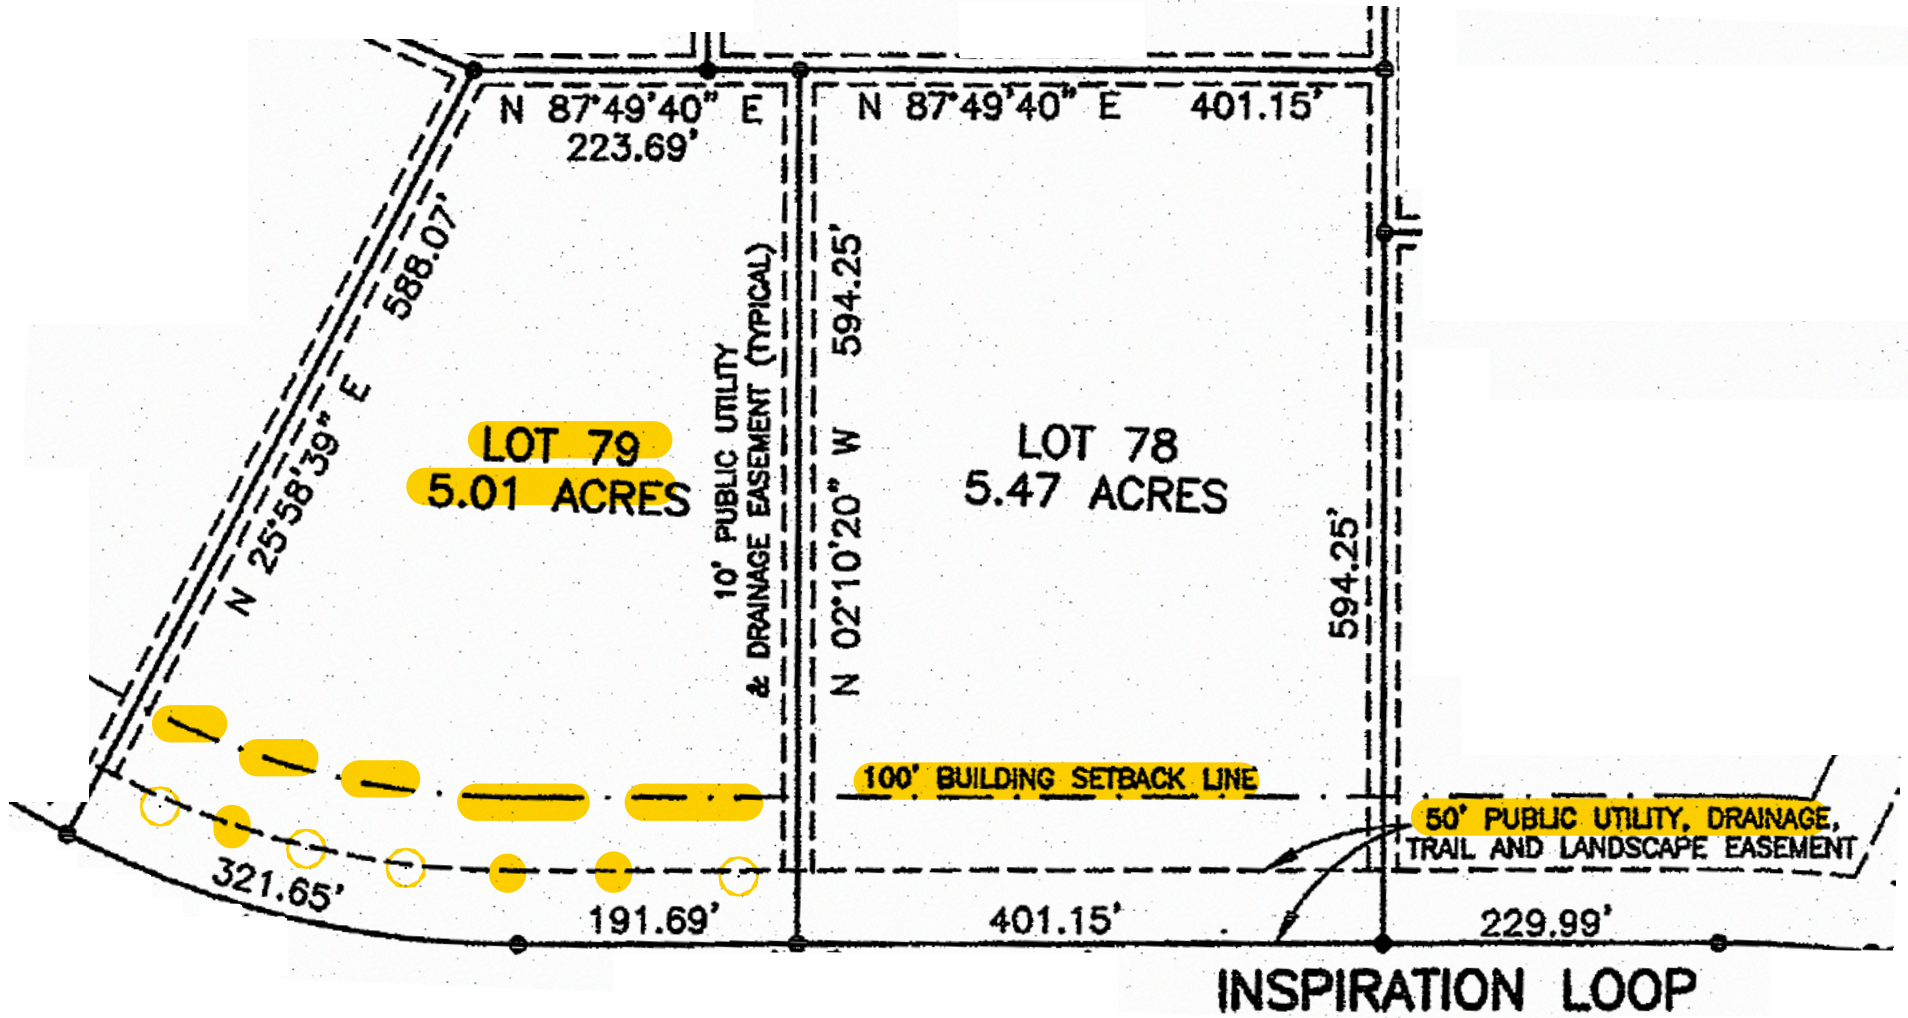 N 87°49'40" E
223.69'
N 87°49'40" E 401.15'
588.07'
N 25°58'39" E
LOT 79
5.01 ACRES
10' PUBLIC UTILITY
& DRAINAGE EASEMENT (TYPICAL)
594.25'
N 02°10'20" W
LOT 78
5.47 ACRES
594.25'
100' BUILDING SETBACK LINE
50' PUBLIC UTILITY, DRAINAGE,
TRAIL AND LANDSCAPE EASEMENT
321.65'
191.69'
401.15'
229.99'
INSPIRATION LOOP